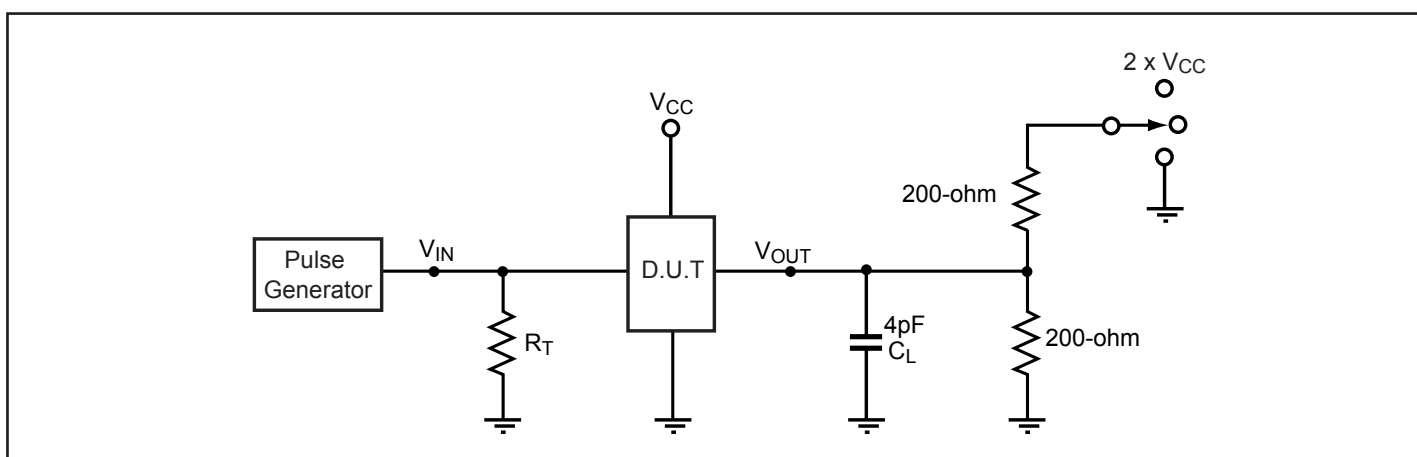 2 x VCC
VCC
200-ohm
Pulse
Generator
VIN
D.U.T
VOUT
RT
4pF
CL
200-ohm